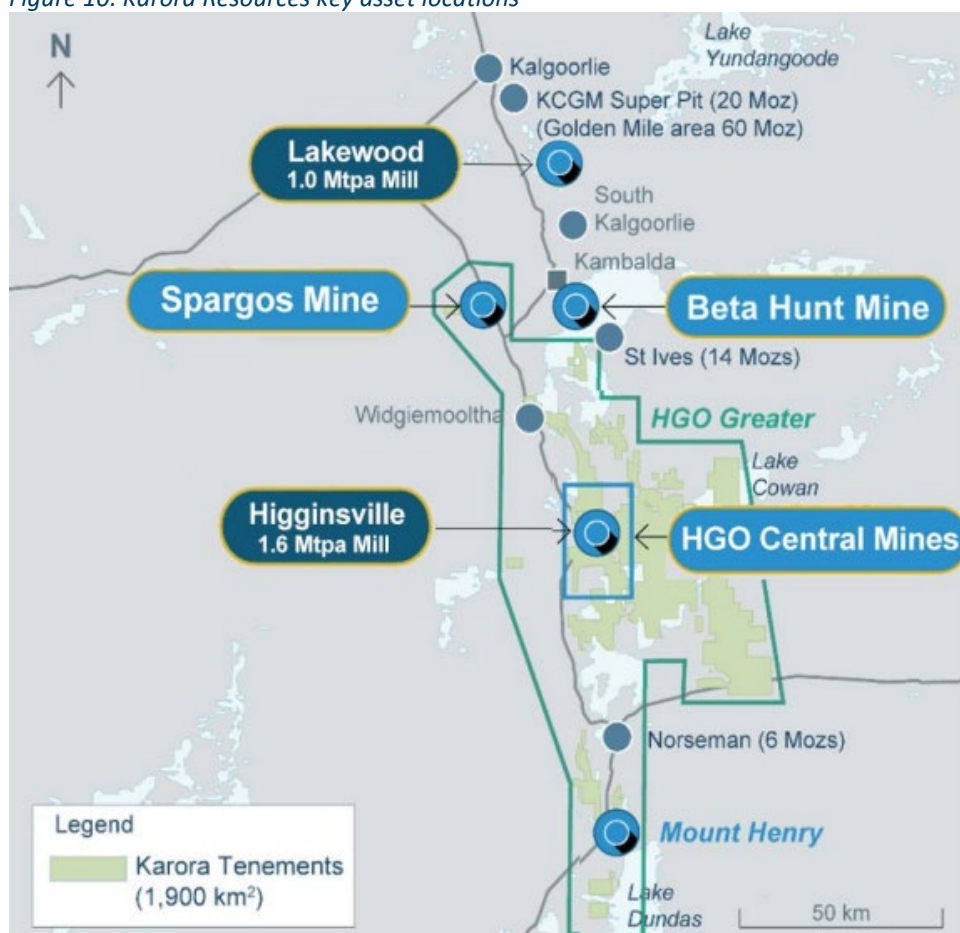 Figure 10: Karora Resources key asset locations
N
Lake
Yundangoode
Kalgoorlie
KCGM Super Pit (20 Moz)
(Golden Mile area 60 Moz)
Lakewood
1.0 Mtpa Mill
South
Kalgoorlie
Kambalda
Spargos Mine
Beta Hunt Mine
St Ives (14 Mozs)
Widgiemooltha
HGO Greater
Lake
Cowan
Higginsville
1.6 Mtpa Mill
HGO Central Mines
Norseman (6 Mozs)
Legend
Karora Tenements
(1,900 km²)
Mount Henry
Lake
Dundas
50 km